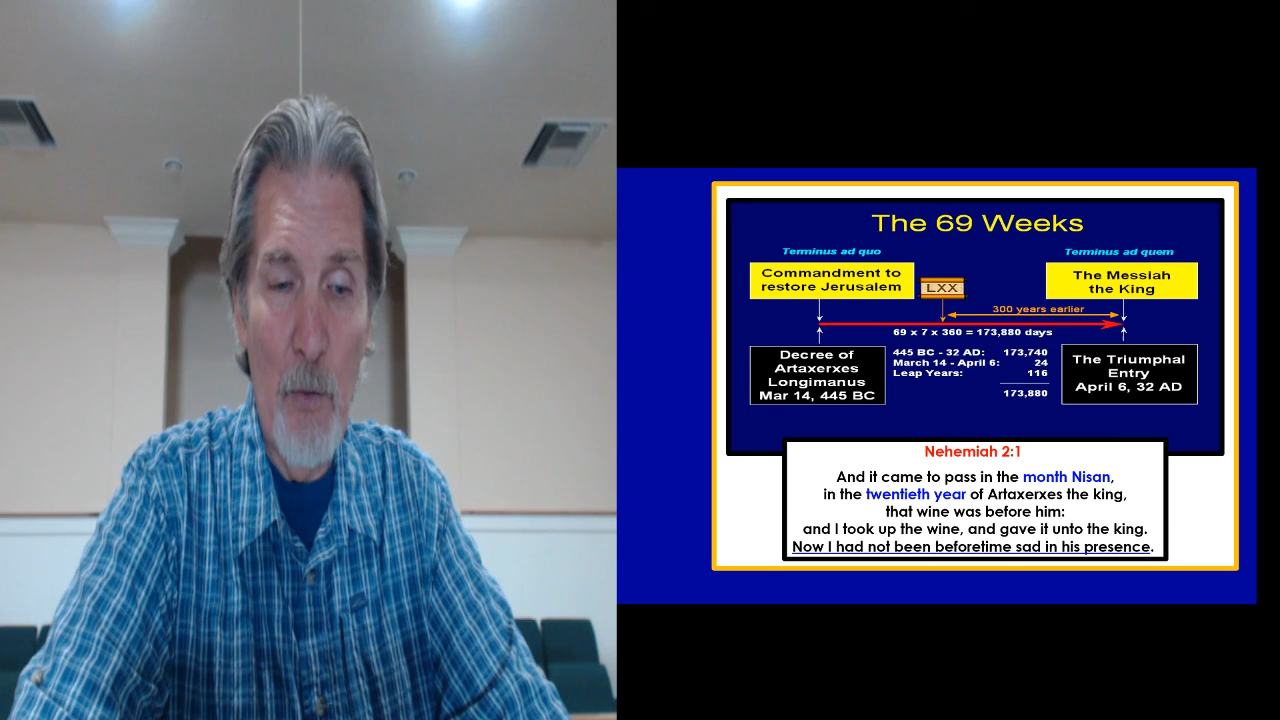 The 69 Weeks
Terminus ad quo
Terminus ad quem
Commandment to
restore Jerusalem
LXX
The Messiah
the King
300 years earlier
69 x 7 x 360 = 173,880 days
Decree of
Artaxerxes
Longimanus
Mar 14, 445 BC
445 BC - 32 AD: 173,740
March 14 - April 6: 24
Leap Years: 116
173,880
The Triumphal
Entry
April 6, 32 AD
Nehemiah 2:1
And it came to pass in the month Nisan,
in the twentieth year of Artaxerxes the king,
that wine was before him:
and I took up the wine, and gave it unto the king.
Now I had not been beforetime sad in his presence.